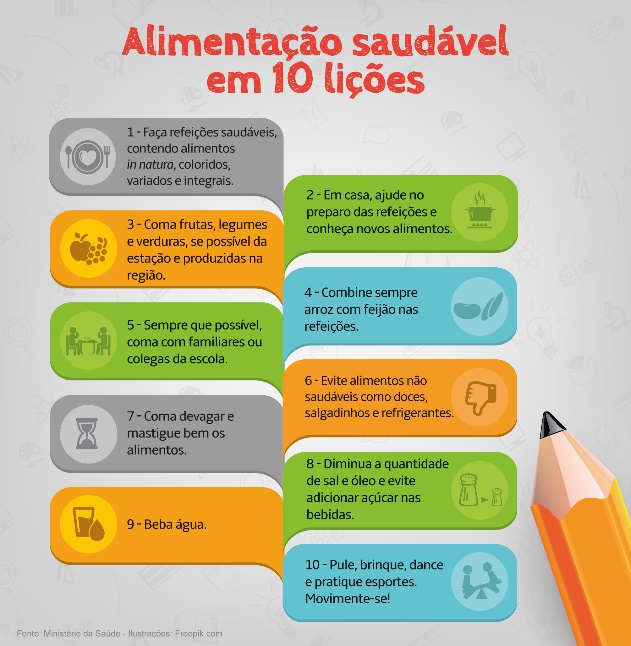 Alimentação saudável
em 10 lições
1 - Faça refeições saudáveis,
contendo alimentos
in natura, coloridos,
variados e integrais.
2 - Em casa, ajude no
preparo das refeições e
conheça novos alimentos.
3 - Coma frutas, legumes
e verduras, se possível da
estação e produzidas na
região.
4 - Combine sempre
arroz com feijão nas
refeições.
5 - Sempre que possível,
coma com familiares ou
colegas da escola.
6 - Evite alimentos não
saudáveis como doces,
salgadinhos e refrigerantes.
7 - Coma devagar e
mastigue bem os
alimentos.
8 - Diminua a quantidade
de sal e óleo e evite
adicionar açúcar nas
bebidas.
9 - Beba água.
10 - Pule, brinque, dance
e pratique esportes.
Movimente-se!
Fonte: Ministério da Saúde - Ilustrações: Freepik.com